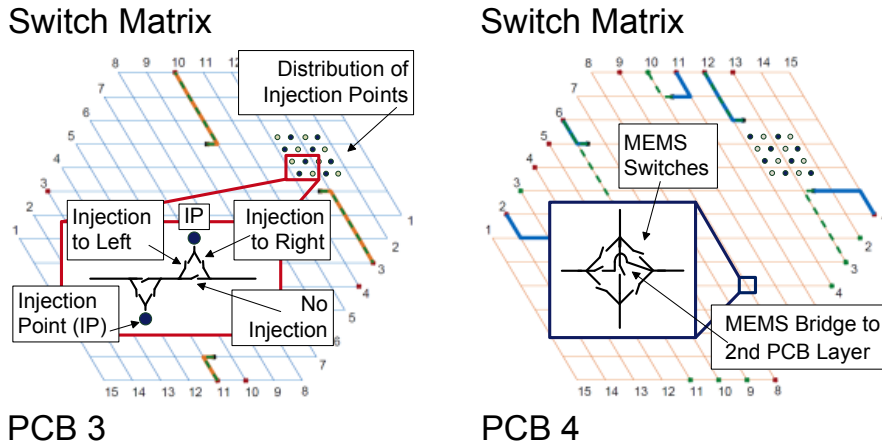 Switch Matrix
8 9 10 11 12
7
6
5
4
3
2
1
Distribution of
Injection Points
Injection
to Left
IP
Injection
to Right
Injection
Point (IP)
No
Injection
1
2
3
4
6
7
15 14 13 12 11 10 9 8
PCB 3
Switch Matrix
8 9 10 11 12 13 14 15
7
6
5
4
3
2
1
MEMS
Switches
MEMS Bridge to
2nd PCB Layer
2
3
4
7
15 14 13 12 11 10 9 8
PCB 4